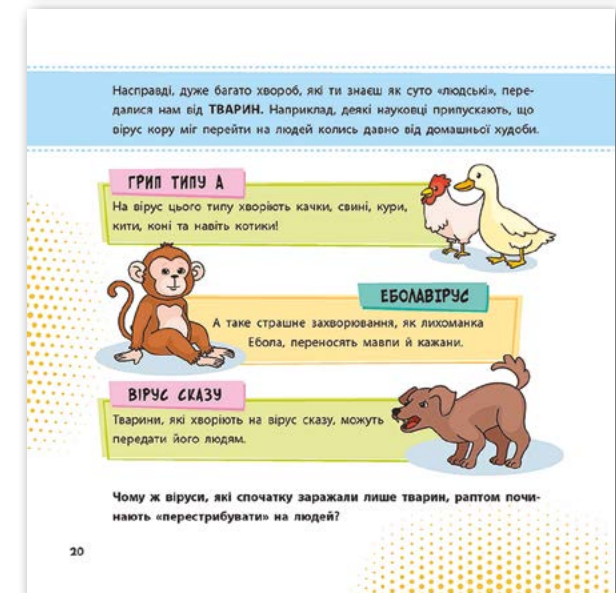 Насправді, дуже багато хвороб, які ти знаєш як суто «людські», пере-
далися нам від ТВАРИН. Наприклад, деякі науковці припускають, що
вірус кору міг перейти на людей колись давно від домашньої худоби.
ГРИП ТИПУ А
На вірус цього типу хворіють качки, свині, кури,
кити, коні та навіть котики!
ЕБОЛАВІРУС
А таке страшне захворювання, як лихоманка
Ебола, переносять мавпи й кажани.
ВІРУС СКАЗУ
Тварини, які хворіють на вірус сказу, можуть
передати його людям.
Чому ж віруси, які спочатку заражали лише тварин, раптом почи-
нають «перестрибувати» на людей?
20